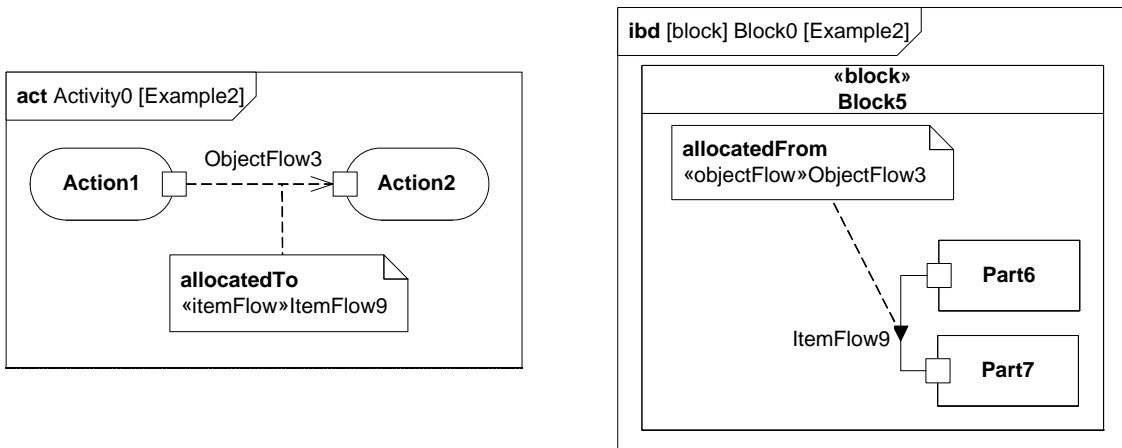 act Activity0 [Example2]
Action1
ObjectFlow3
Action2
allocatedTo
«itemFlow»ItemFlow9
ibd [block] Block0 [Example2]
«block»
Block5
allocatedFrom
«objectFlow»ObjectFlow3
Part6
ItemFlow9
Part7